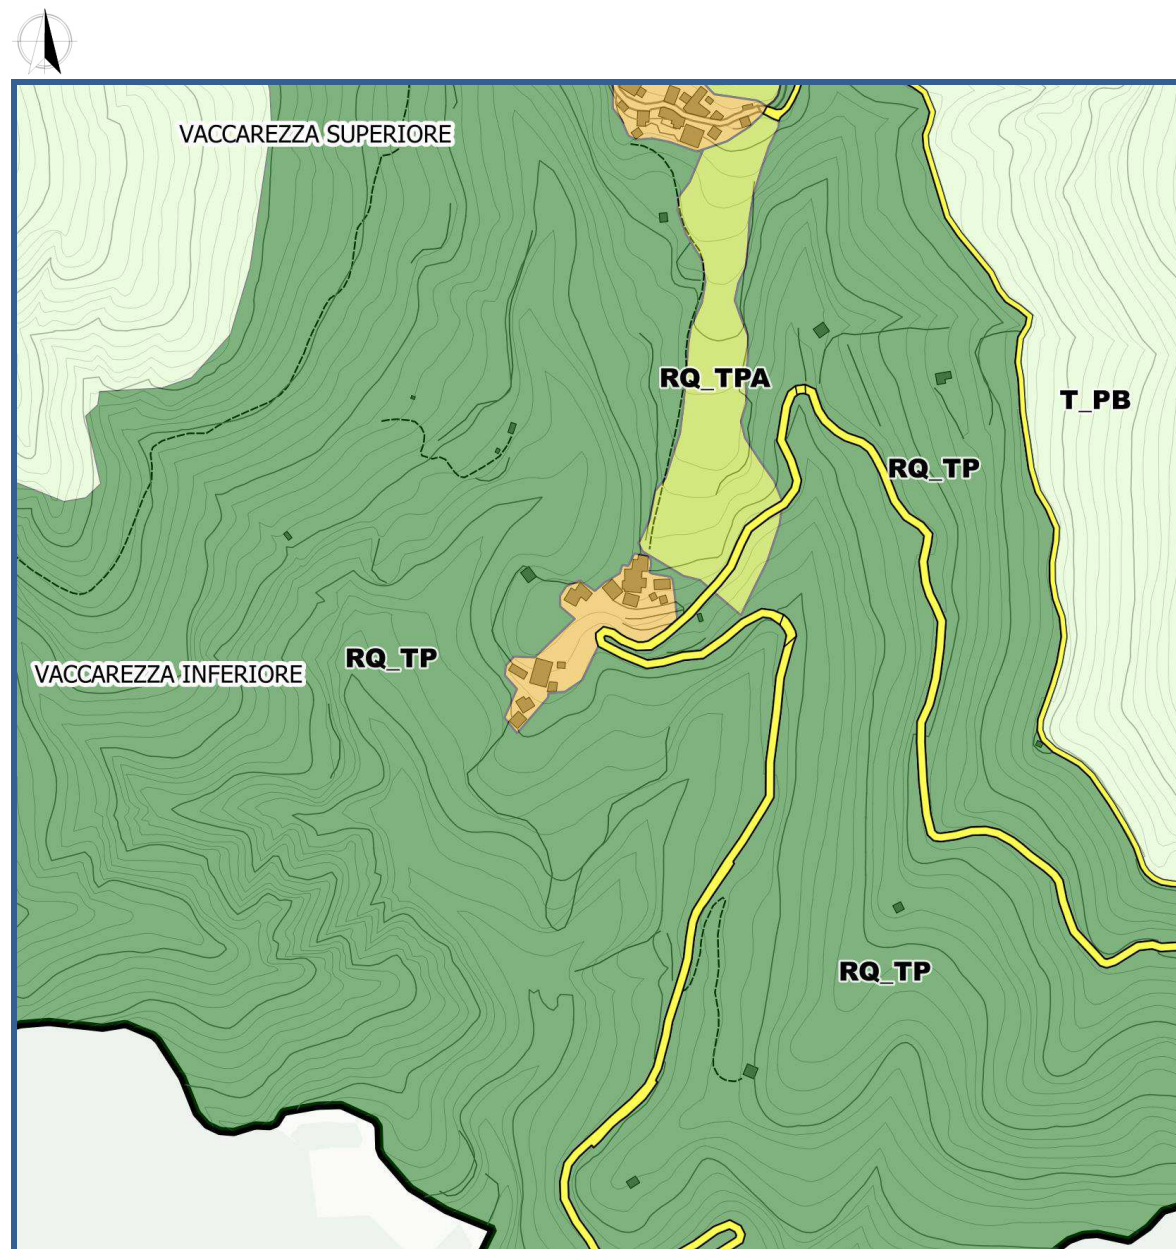 VACCAREZZA SUPERIORE
RQ_TPA
T_PB
RQ_TP
RQ_TP
VACCAREZZA INFERIORE
RQ_TP